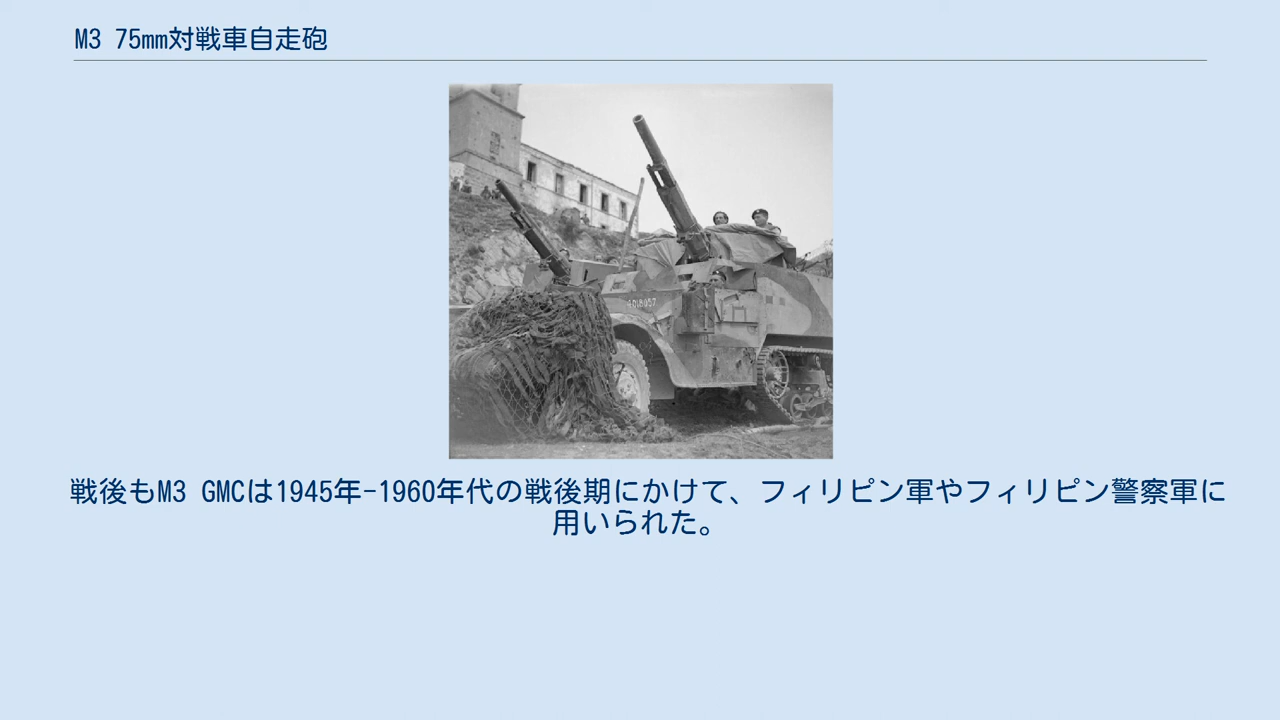 M3 75mm対戦車自走砲
戦後もM3 GMCは1945年-1960年代の戦後期にかけて、フィリピン軍やフィリピン警察軍に
用いられた。